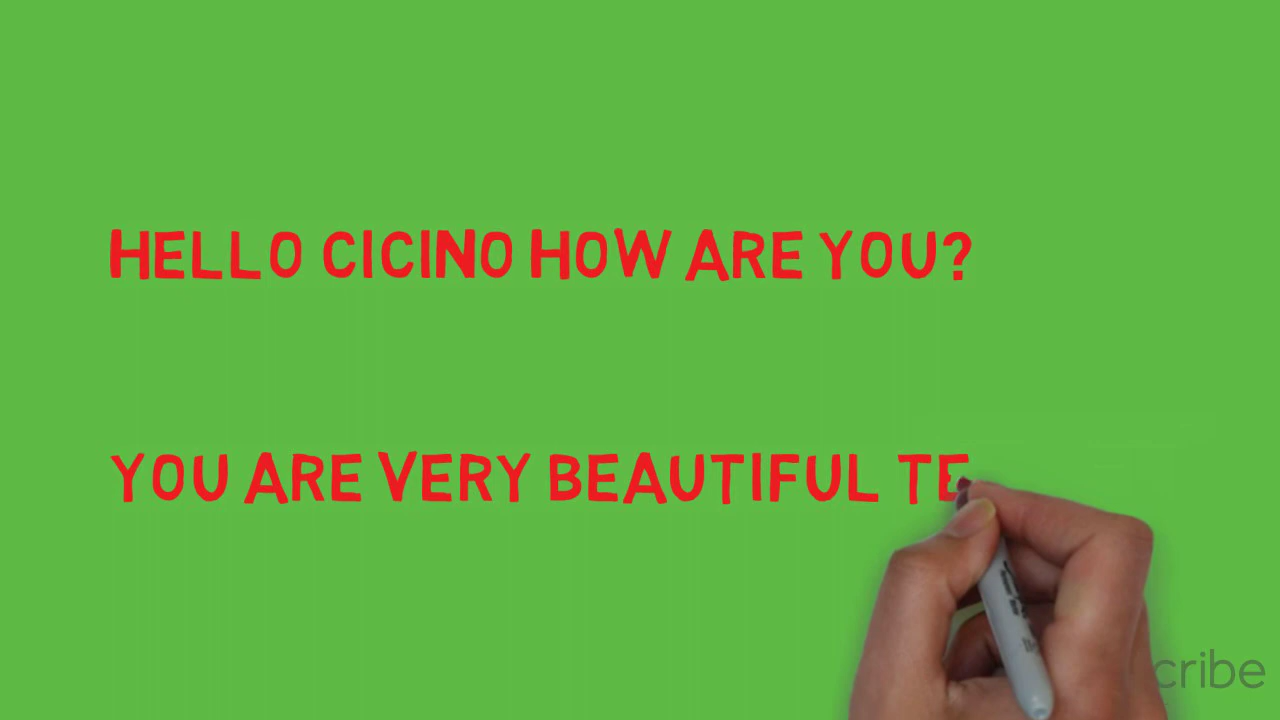 HELLO CICINO HOW ARE YOU?
YOU ARE VERY BEAUTIFUL TE
cribe